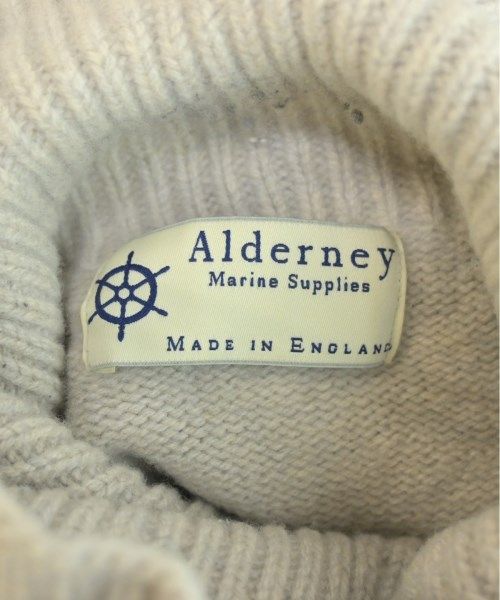 Alderney
Marine Supplies
Made in England